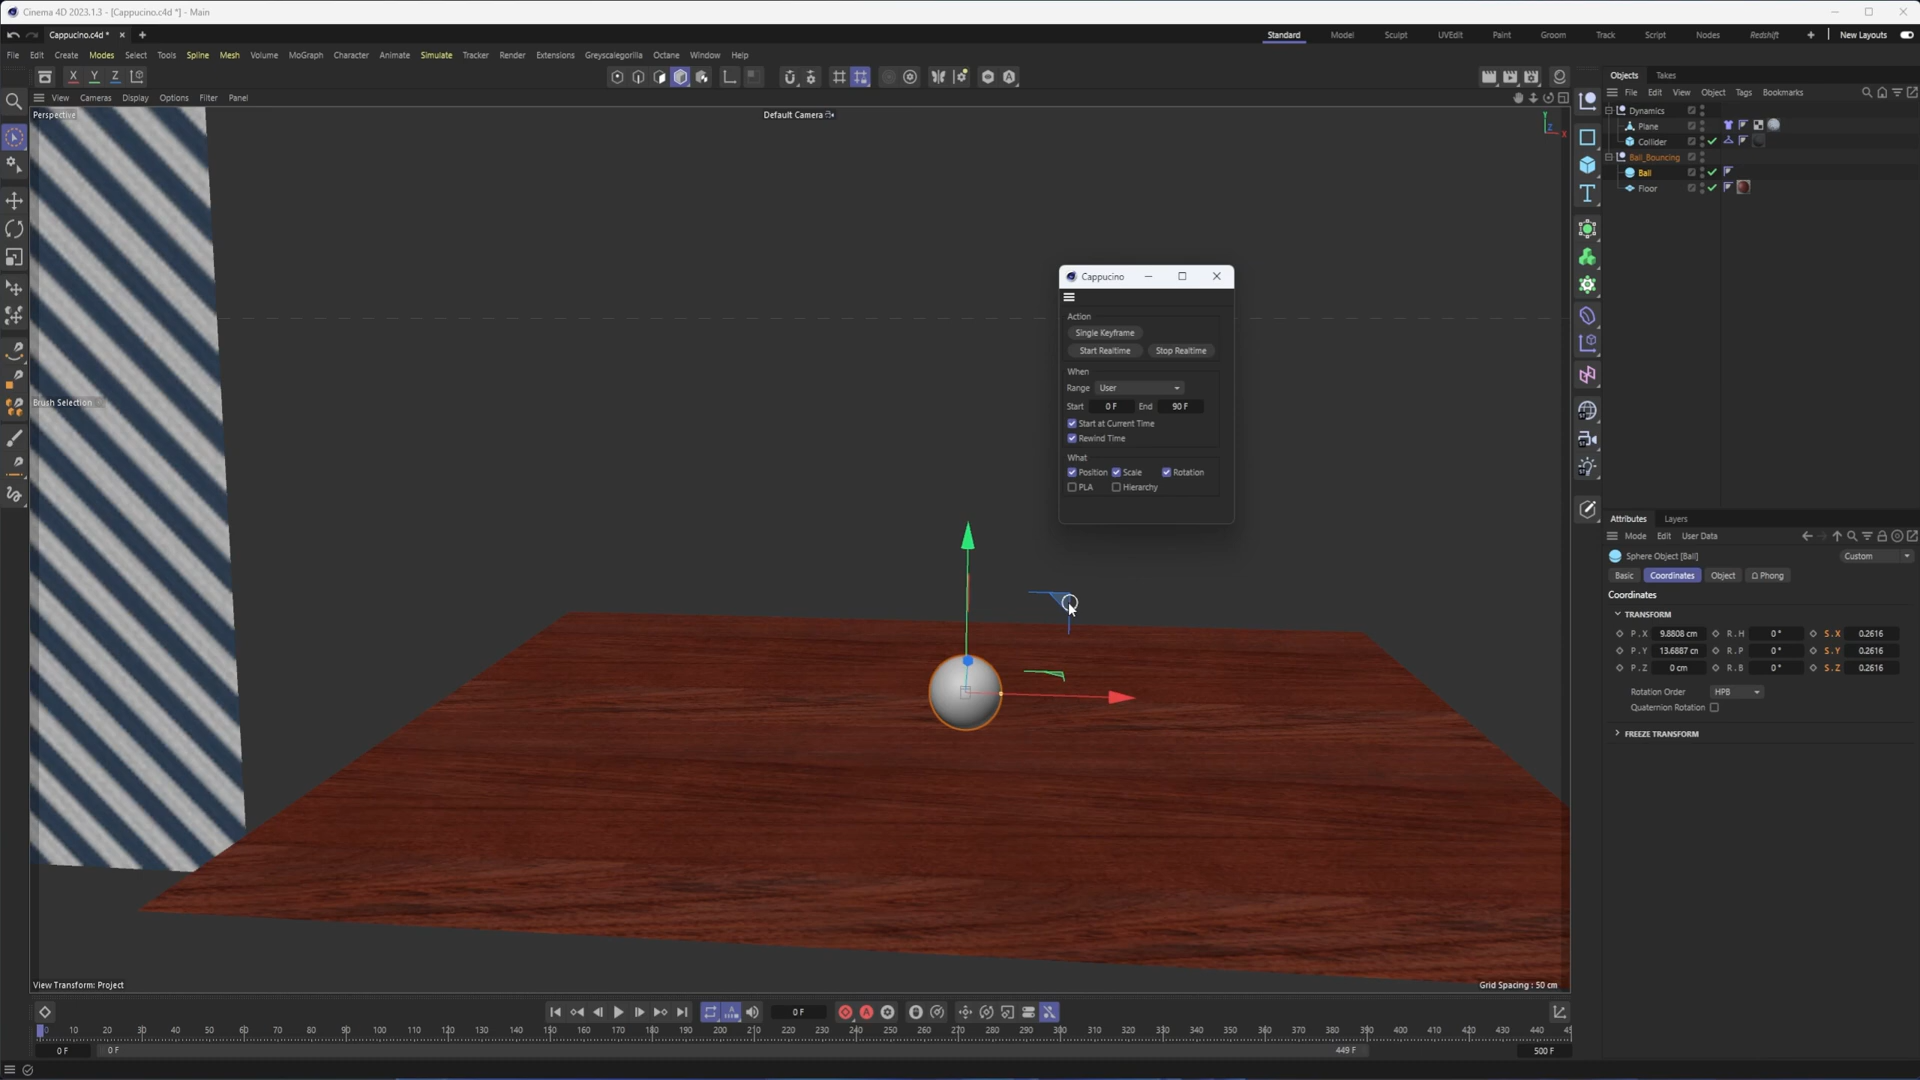 Cinema 4D 2023.1.3 - [Cappucino.c4d *] - Main
Cappucino.c4d *
Standard Model Sculpt UVEdit Paint Groom Track Script Nodes Redshift New Layouts
File Edit Create Modes Select Tools Spline Mesh Volume MoGraph Character Animate Simulate Tracker Render Extensions Greyscalegorilla Octane Window Help
X Y Z
Objects Takes
View Cameras Display Options Filter Panel
File Edit View Object Tags Bookmarks
Perspective
Default Camera
Dynamics
Plane
Collider
Ball_Bouncing
Ball
Floor
Cappucino
Action
Single Keyframe
Start Realtime Stop Realtime
When
Range User
Start 0 F End 90 F
Start at Current Time
Rewind Time
What
Position Scale Rotation
PLA Hierarchy
Brush Selection
Attributes Layers
Mode Edit User Data
Sphere Object [Ball] Custom
Basic Coordinates Object Phong
Coordinates
TRANSFORM
P . X 9.8808 cm R . H 0 ° S . X 0.2616
P . Y 13.6887 cn R . P 0 ° S . Y 0.2616
P . Z 0 cm R . B 0 ° S . Z 0.2616
Rotation Order HPB
Quaternion Rotation
FREEZE TRANSFORM
View Transform: Project
Grid Spacing : 50 cm
0 F
0 10 20 30 40 50 60 70 80 90 100 110 120 130 140 150 160 170 180 190 200 210 220 230 240 250 260 270 280 290 300 310 320 330 340 350 360 370 380 390 400 410 420 430 440 45
0 F 0 F 449 F 500 F